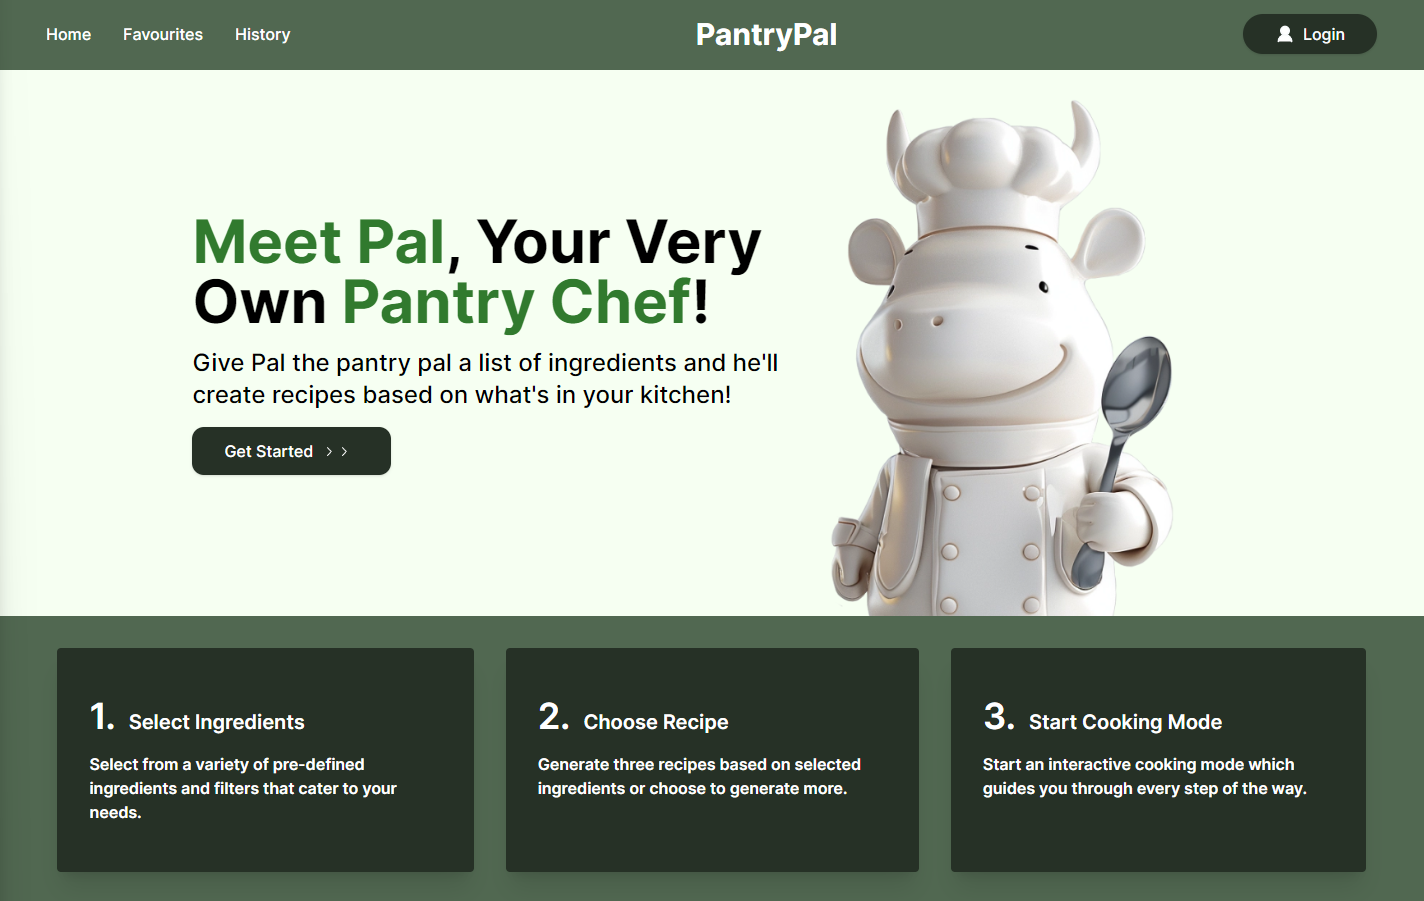 Home Favourites History PantryPal Login
Meet Pal, Your Very
Own Pantry Chef!
Give Pal the pantry pal a list of ingredients and he'll
create recipes based on what's in your kitchen!
Get Started
1. Select Ingredients
Select from a variety of pre-defined
ingredients and filters that cater to your
needs.
2. Choose Recipe
Generate three recipes based on selected
ingredients or choose to generate more.
3. Start Cooking Mode
Start an interactive cooking mode which
guides you through every step of the way.